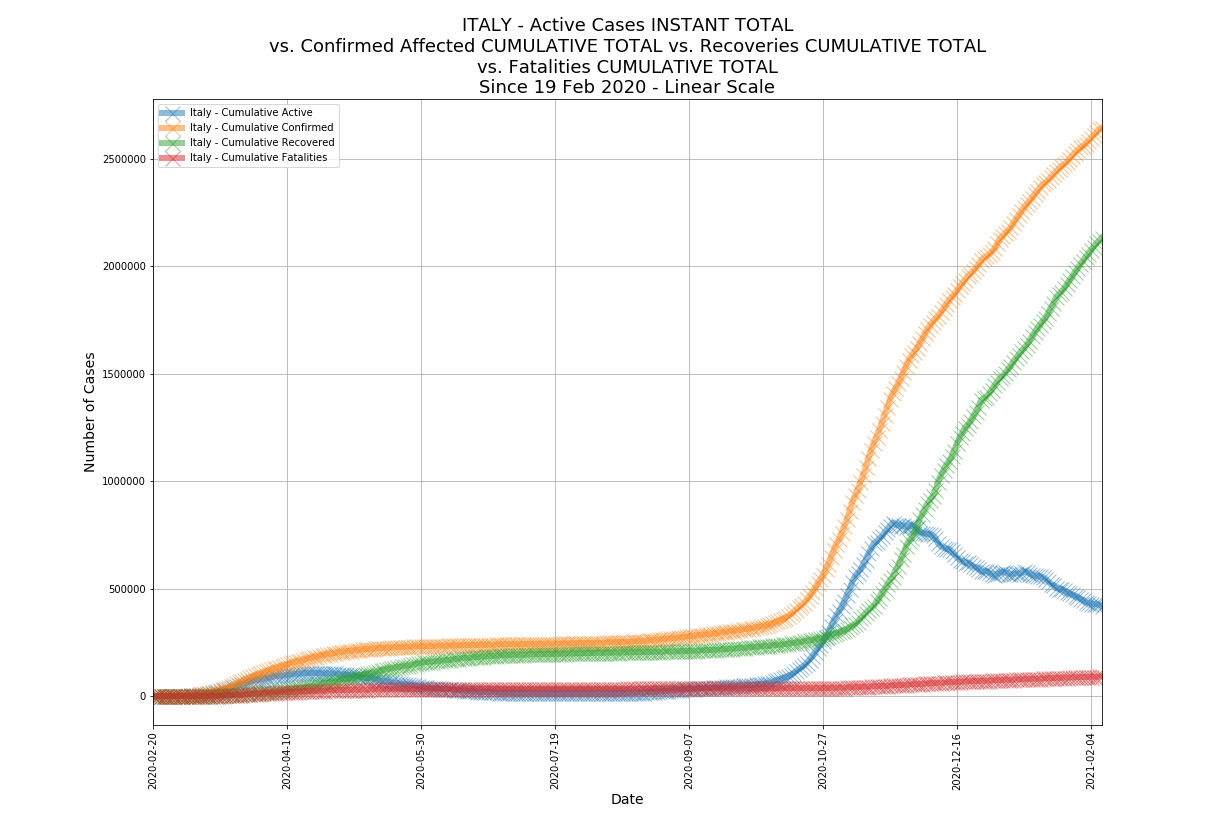 ITALY - Active Cases INSTANT TOTAL
vs. Confirmed Affected CUMULATIVE TOTAL vs. Recoveries CUMULATIVE TOTAL
vs. Fatalities CUMULATIVE TOTAL
Since 19 Feb 2020 - Linear Scale
Italy - Cumulative Active
Italy - Cumulative Confirmed
Italy - Cumulative Recovered
Italy - Cumulative Fatalities
Number of Cases
2500000
2000000
1500000
1000000
500000
0
2020-02-20
2020-04-10
2020-05-30
2020-07-19
2020-09-07
2020-10-27
2020-12-16
2021-02-04
Date